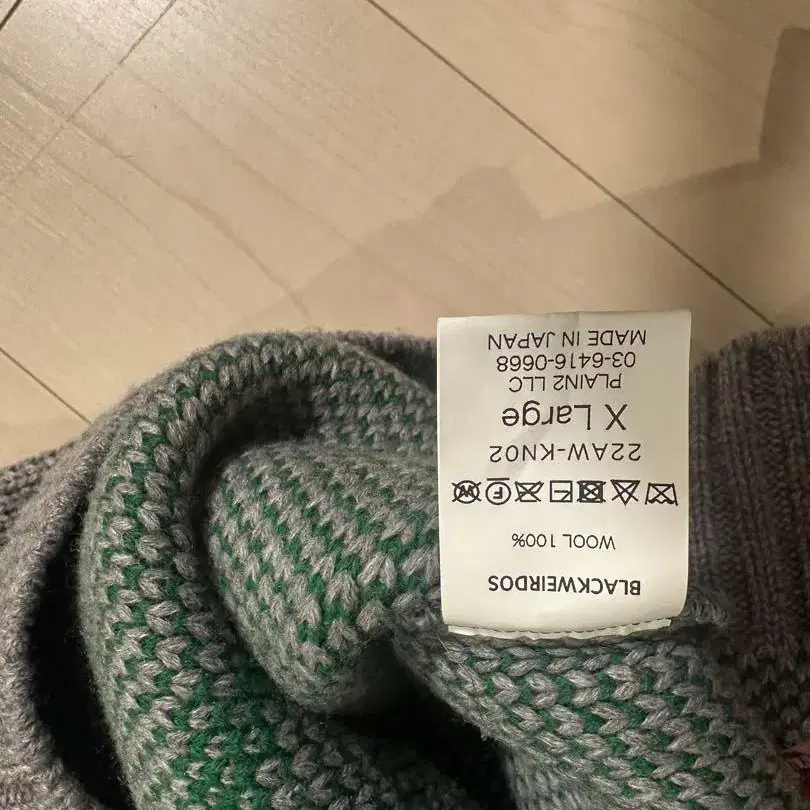 BLACKWEIRDOS
WOOL 100%
22AW-KN02
X Large
PLAIN2 LLC
03-6416-0668
MADE IN JAPAN